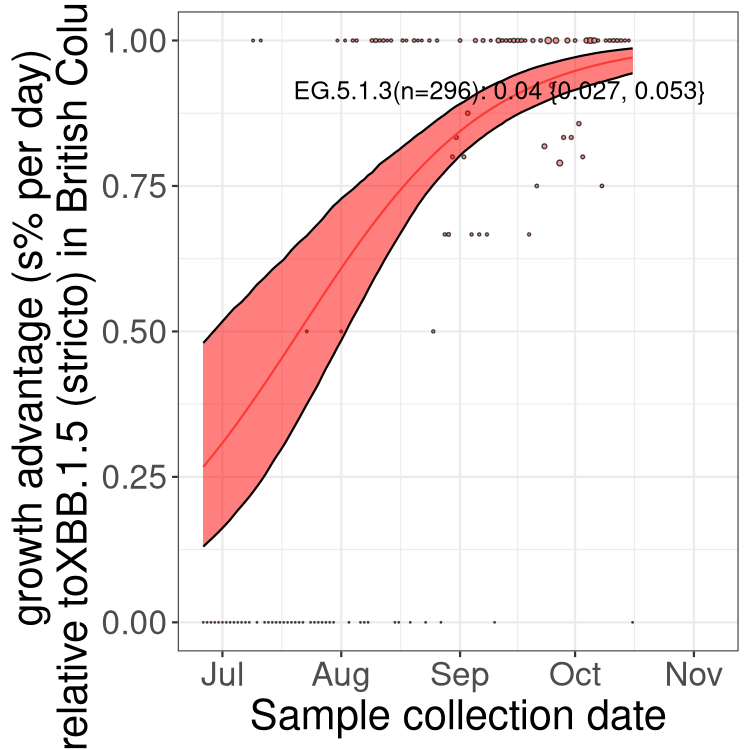 growth advantage (s% per day)
relative toXBB.1.5 (stricto) in British Colu
1.00
0.75
0.50
0.25
0.00
EG.5.1.3(n=296): 0.04 {0.027, 0.053}
Jul Aug Sep Oct Nov
Sample collection date